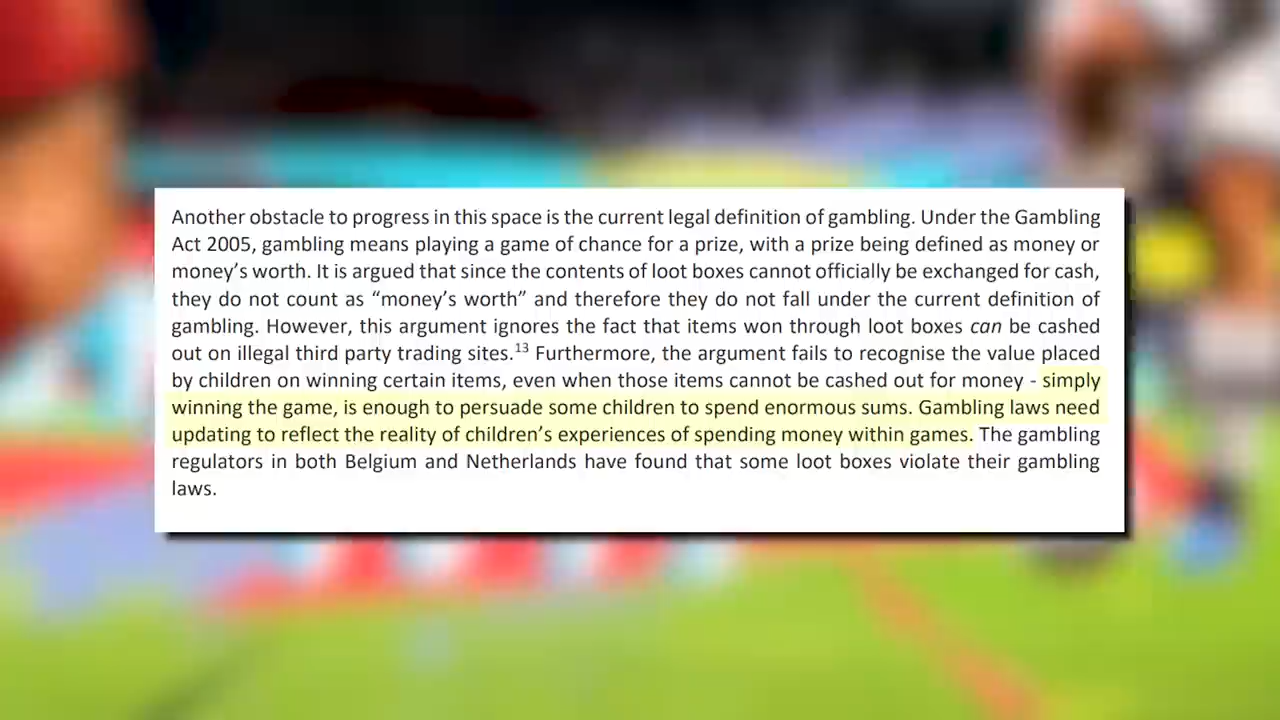 Another obstacle to progress in this space is the current legal definition of gambling. Under the Gambling
Act 2005, gambling means playing a game of chance for a prize, with a prize being defined as money or
money’s worth. It is argued that since the contents of loot boxes cannot officially be exchanged for cash,
they do not count as “money’s worth” and therefore they do not fall under the current definition of
gambling. However, this argument ignores the fact that items won through loot boxes can be cashed
out on illegal third party trading sites.13 Furthermore, the argument fails to recognise the value placed
by children on winning certain items, even when those items cannot be cashed out for money - simply
winning the game, is enough to persuade some children to spend enormous sums. Gambling laws need
updating to reflect the reality of children’s experiences of spending money within games. The gambling
regulators in both Belgium and Netherlands have found that some loot boxes violate their gambling
laws.